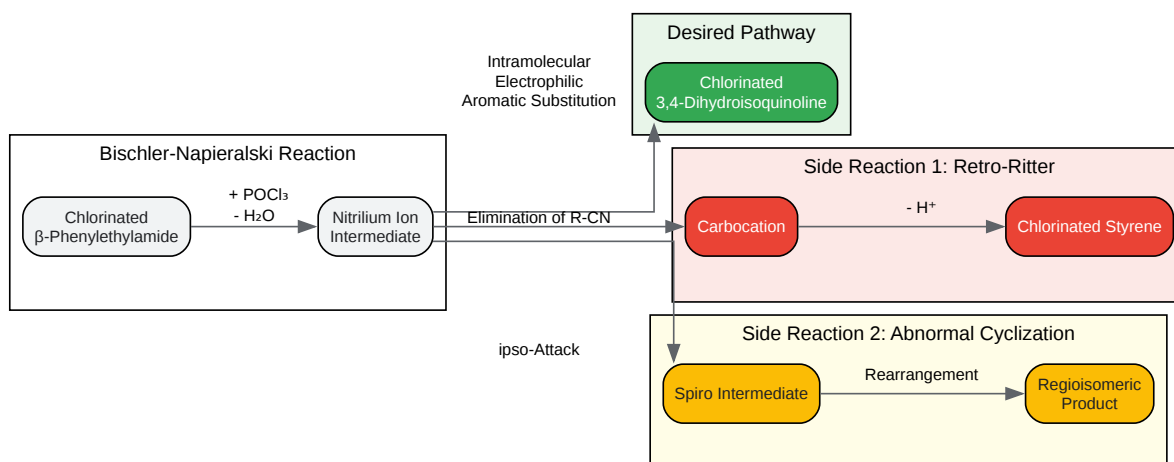 Desired Pathway
Chlorinated
3,4-Dihydroisoquinoline
Intramolecular
Electrophilic
Aromatic Substitution
Bischler-Napieralski Reaction
Chlorinated
β-Phenylethylamide
+ POCl₃
- H₂O
Nitrilium Ion
Intermediate
Elimination of R-CN
Side Reaction 1: Retro-Ritter
Carbocation
- H⁺
Chlorinated Styrene
ipso-Attack
Side Reaction 2: Abnormal Cyclization
Spiro Intermediate
Rearrangement
Regioisomeric
Product